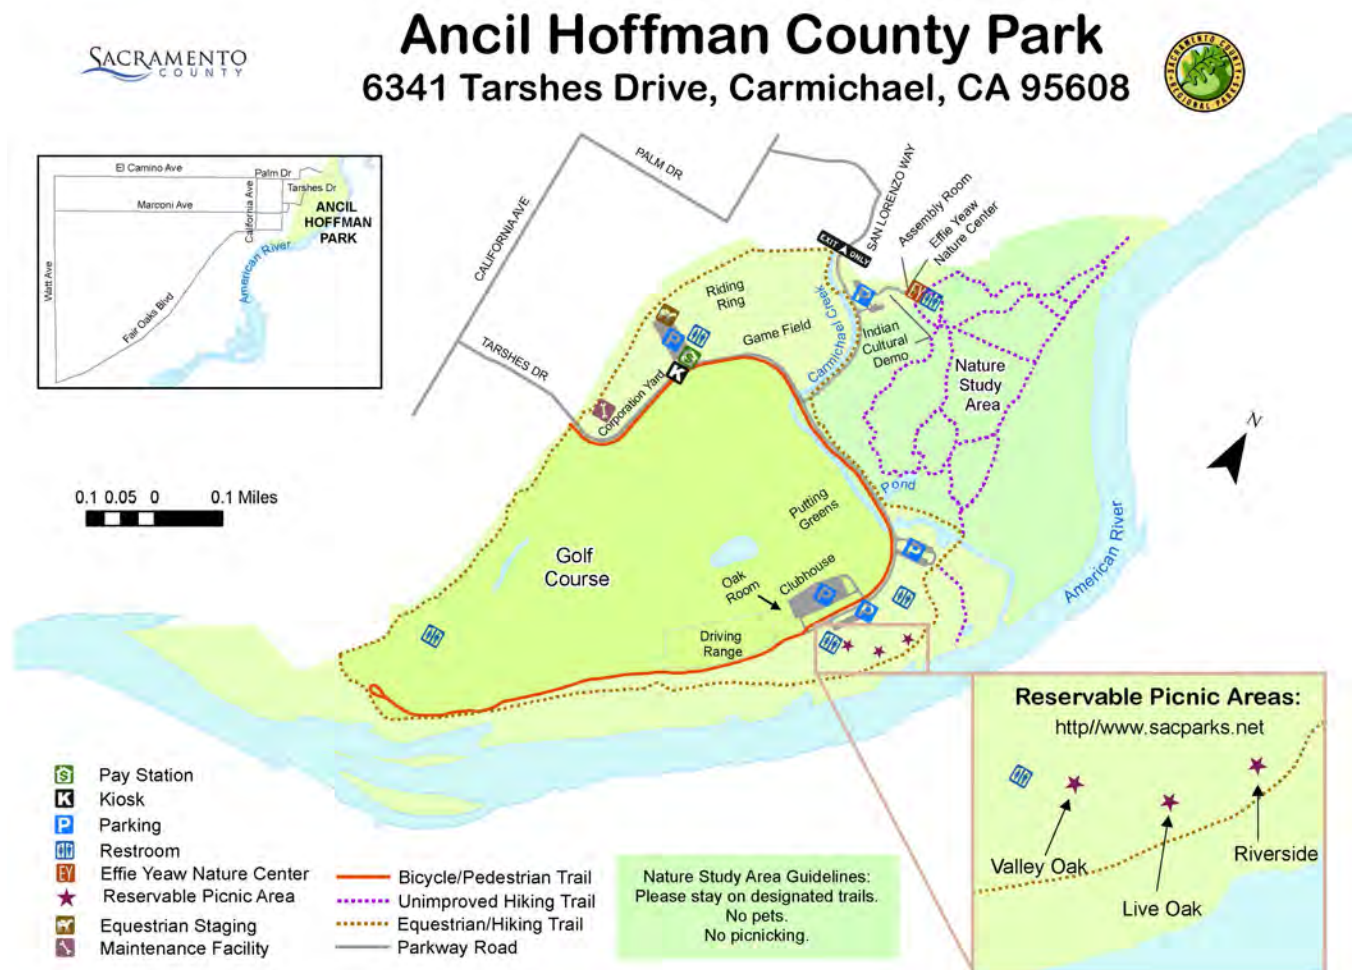 Ancil Hoffman County Park
6341 Tarshes Drive, Carmichael, CA 95608
SACRAMENTO
COUNTY
SACRAMENTO COUNTY
REGIONAL PARKS
El Camino Ave
Palm Dr
Tarshes Dr
Marconi Ave
California Ave
ANCIL
HOFFMAN
PARK
American River
Watt Ave
Fair Oaks Blvd
PALM DR
CALIFORNIA AVE
TARSHES DR
SAN LORENZO WAY
EXIT ONLY
Assembly Room
Effie Yeaw
Nature Center
EY
Riding
Ring
Game Field
Carmichael Creek
Indian
Cultural
Demo
Nature
Study
Area
P
P
$
K
Corporation Yard
N
0.1 0.05 0 0.1 Miles
Pond
Putting
Greens
Golf
Course
Oak
Room
Clubhouse
P
P
P
Driving
Range
American River
Reservable Picnic Areas:
http//www.sacparks.net
Valley Oak
Live Oak
Riverside
$ Pay Station
K Kiosk
P Parking
Restroom
EY Effie Yeaw Nature Center
Reservable Picnic Area
Equestrian Staging
Maintenance Facility
Bicycle/Pedestrian Trail
Unimproved Hiking Trail
Equestrian/Hiking Trail
Parkway Road
Nature Study Area Guidelines:
Please stay on designated trails.
No pets.
No picnicking.